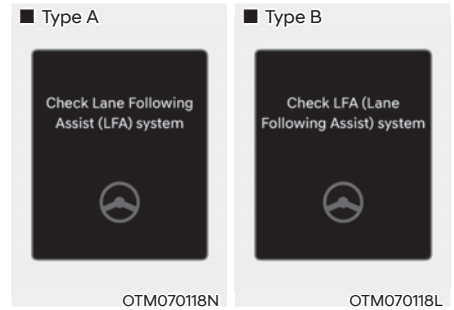 ■ Type A
Check Lane Following
Assist (LFA) system
OTM070118N
■ Type B
Check LFA (Lane
Following Assist) system
OTM070118L